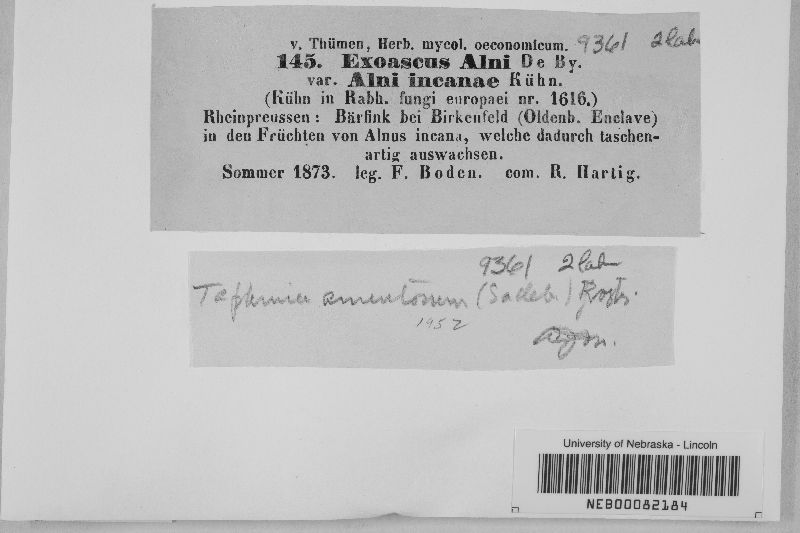 v. Thümen, Herb. mycol. oeconomicum. 9361 2 lab
145. Exoascus Alni De By.
var. Alni incanae Kühn.
(Kühn in Rabh. fungi europaei nr. 1616.)
Rheinpreussen: Bärfink bei Birkenfeld (Oldenb. Enclave)
in den Früchten von Alnus incana, welche dadurch taschen-
artig auswachsen.
Sommer 1873. leg. F. Boden. com. R. Hartig.
9361 2 lab
Taphrina amentorum (Sadeb.) Rostr.
1952
University of Nebraska - Lincoln
NEB00082184